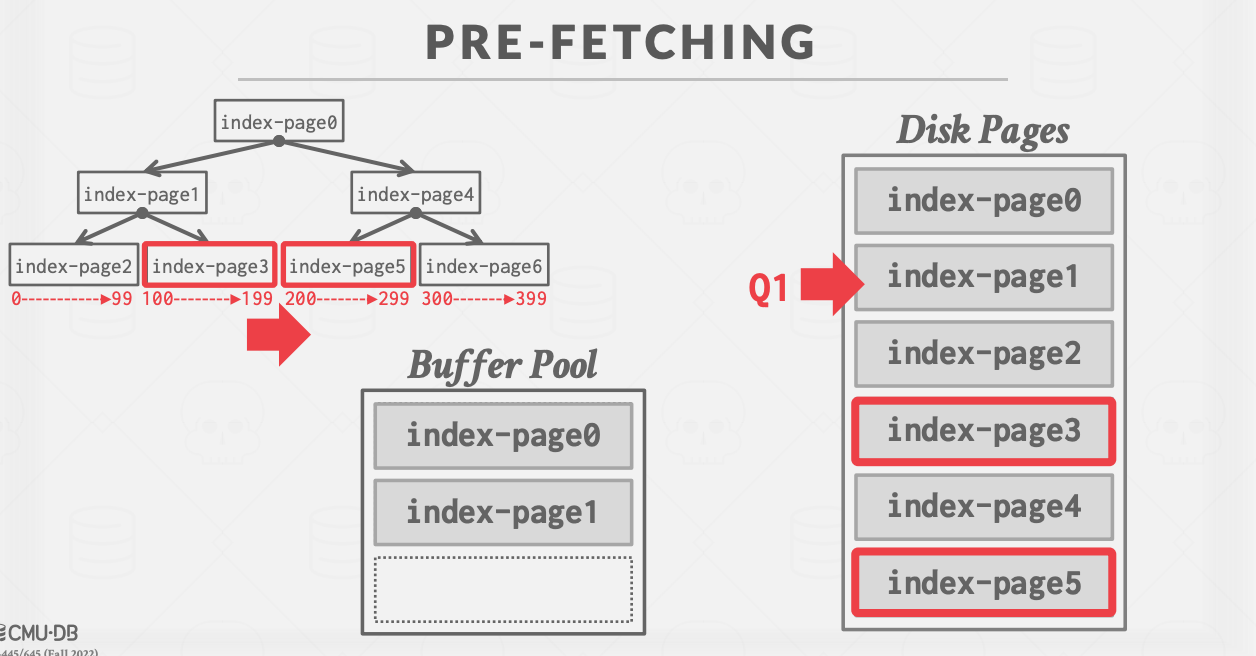 PRE-FETCHING
index-page0
index-page1
index-page4
index-page2
index-page3
index-page5
index-page6
0----------▶99
100-------▶199
200------▶299
300------▶399
Buffer Pool
index-page0
index-page1
Disk Pages
index-page0
Q1
index-page1
index-page2
index-page3
index-page4
index-page5
CMU·DB
445/645 (Fall 2022)